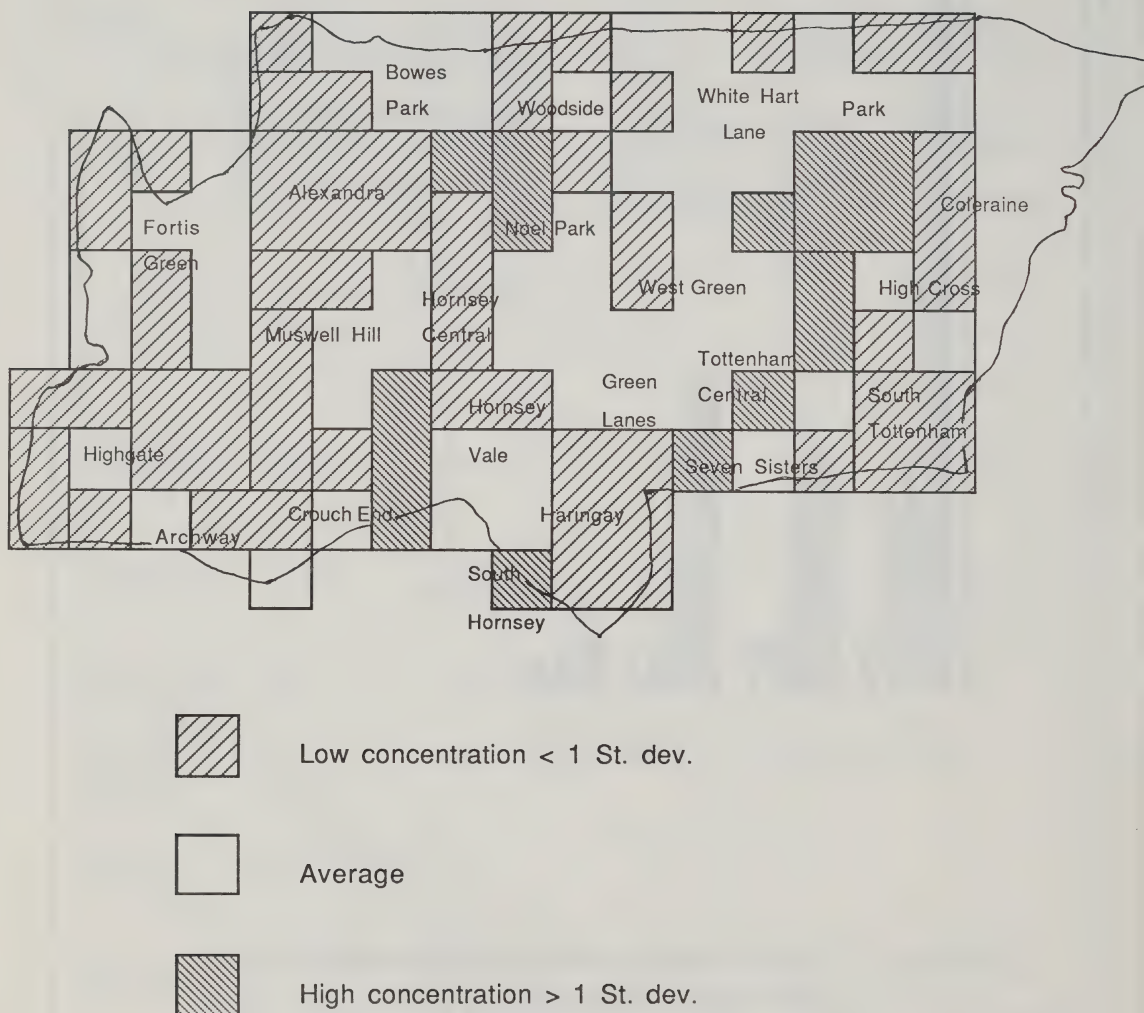 Bowes
Park
Woodside
White Hart
Lane
Park
Alexandra
Coleraine
Fortis
Green
Noel Park
West Green
High Cross
Hornsey
Central
Muswell Hill
Tottenham
Central
Green
Lanes
South
Tottenham
Hornsey
Vale
Highgate
Seven Sisters
Crouch End
Haringay
Archway
South
Hornsey
Low concentration < 1 St. dev.
Average
High concentration > 1 St. dev.